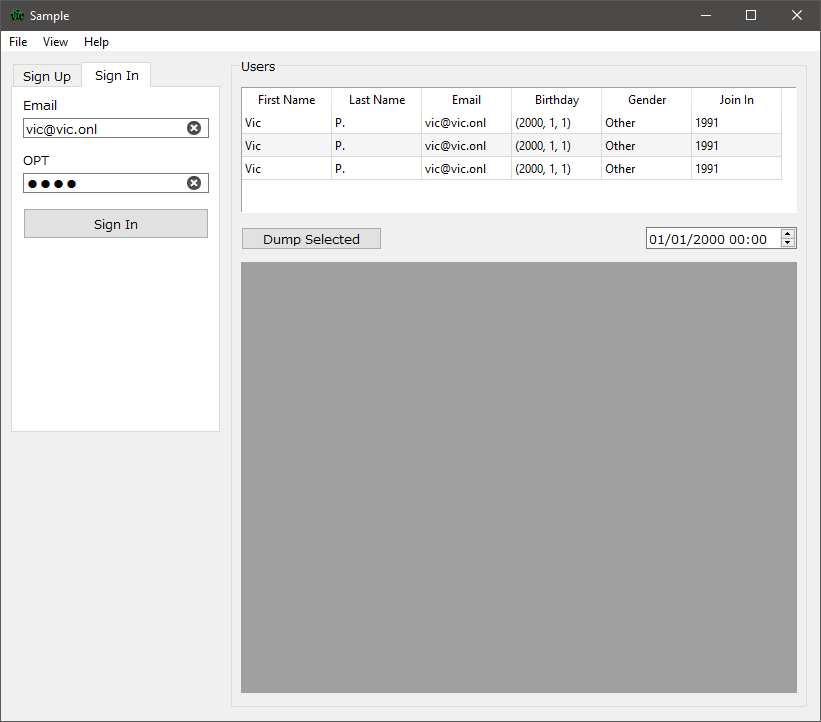 vic Sample
File View Help
Sign Up Sign In
Email
vic@vic.onl
OPT
Sign In
Users
First Name Last Name Email Birthday Gender Join In
Vic P. vic@vic.onl (2000, 1, 1) Other 1991
Vic P. vic@vic.onl (2000, 1, 1) Other 1991
Vic P. vic@vic.onl (2000, 1, 1) Other 1991
Dump Selected 01/01/2000 00:00